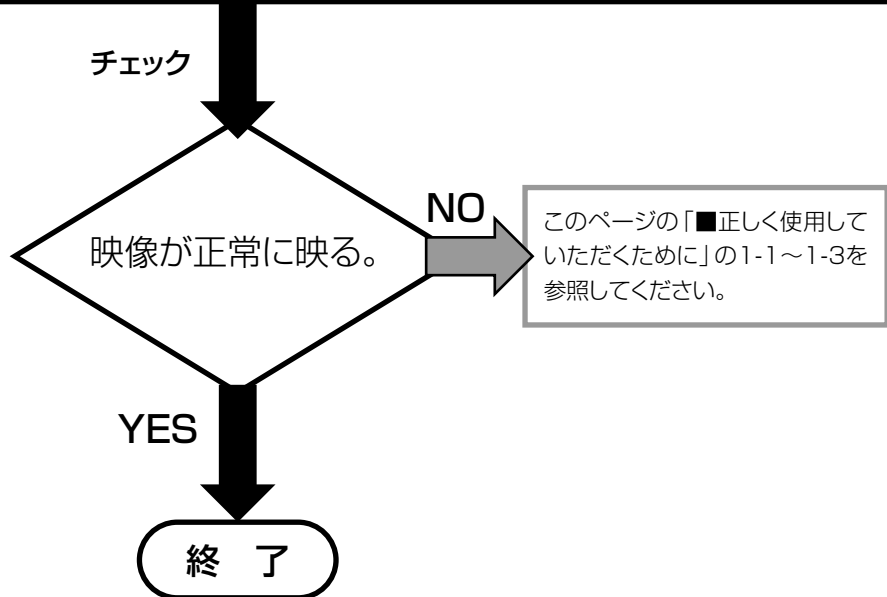 チェック
映像が正常に映る。
NO
このページの「■正しく使用して
いただくために」の1-1～1-3を
参照してください。
YES
終 了